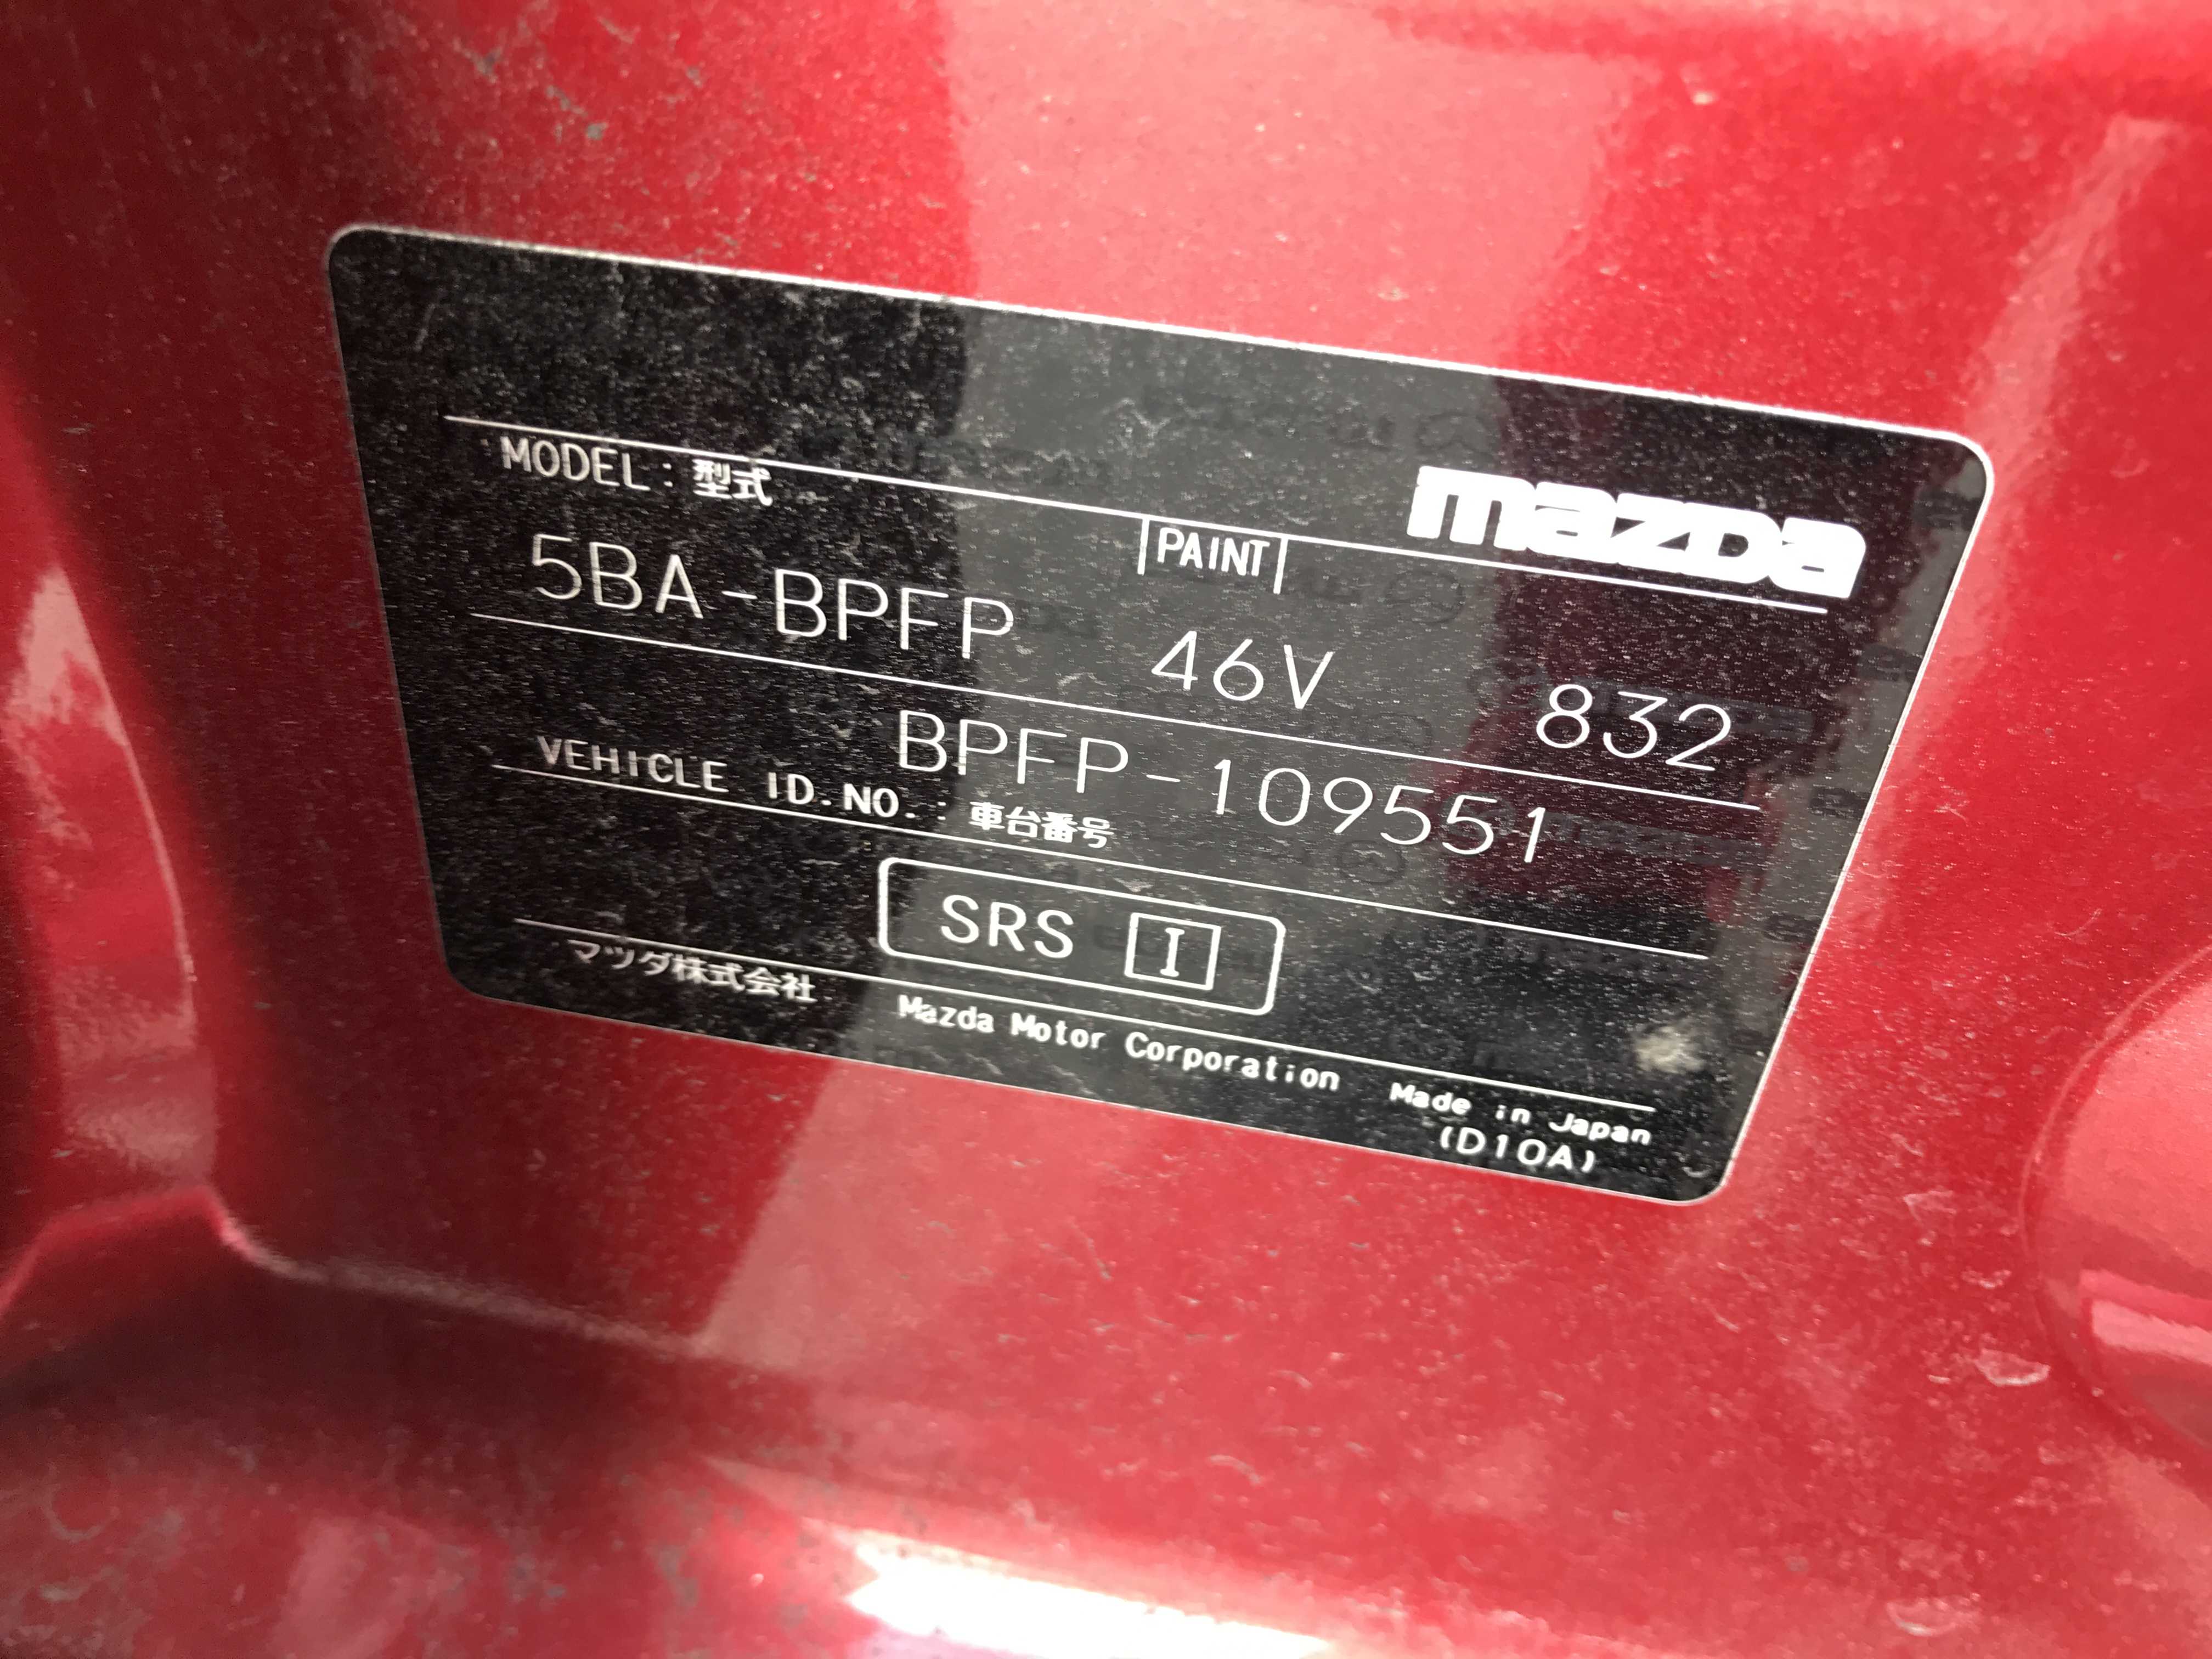 mazda
MODEL: 型式
PAINT
5BA-BPFP 46V 832
BPFP-109551
VEHICLE ID.NO.: 車台番号
SRS I
マツダ株式会社 Mazda Motor Corporation Made in Japan
(D10A)